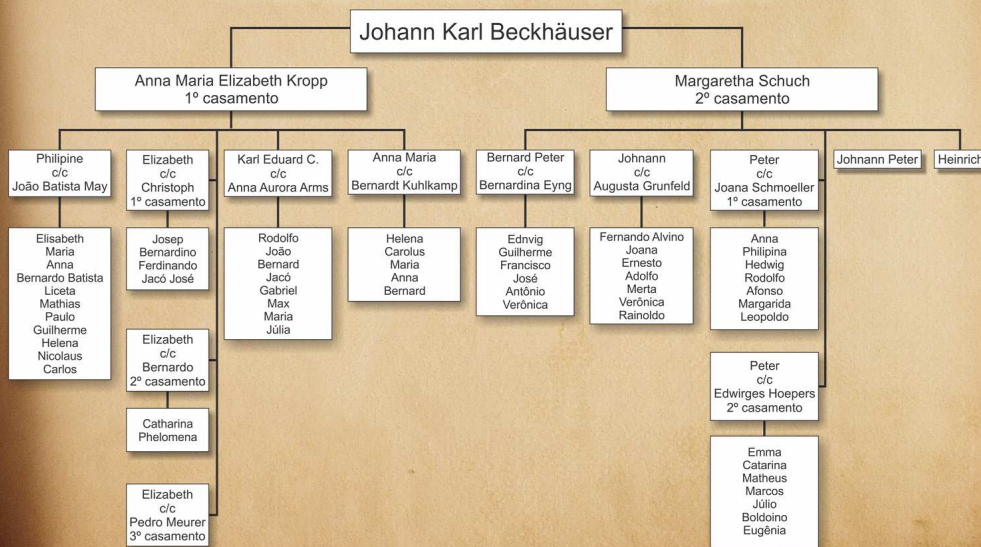 Johann Karl Beckhäuser
Anna Maria Elizabeth Kropp
1º casamento
Margaretha Schuch
2º casamento
Philipine
c/c
João Batista May
Elizabeth
c/c
Christoph
1º casamento
Karl Eduard C.
c/c
Anna Aurora Arms
Anna Maria
c/c
Bernardt Kuhlkamp
Bernard Peter
c/c
Bernardina Eyng
Johnann
c/c
Augusta Grunfeld
Peter
c/c
Joana Schmoeller
1º casamento
Johnann Peter
Heinrich
Elisabeth
Maria
Anna
Bernardo Batista
Liceta
Mathias
Paulo
Guilherme
Helena
Nicolaus
Carlos
Josep
Bernardino
Ferdinando
Jacó José
Rodolfo
João
Bernard
Jacó
Gabriel
Max
Maria
Júlia
Helena
Carolus
Maria
Anna
Bernard
Ednvig
Guilherme
Francisco
José
Antônio
Verônica
Fernando Alvino
Joana
Ernesto
Adolfo
Merta
Verônica
Rainoldo
Anna
Philipina
Hedwig
Rodolfo
Afonso
Margarida
Leopoldo
Elizabeth
c/c
Bernardo
2º casamento
Catharina
Phelomena
Elizabeth
c/c
Pedro Meurer
3º casamento
Peter
c/c
Edwirges Hoepers
2º casamento
Emma
Catarina
Matheus
Marcos
Júlio
Boldoino
Eugênia